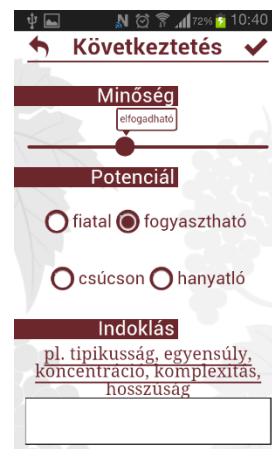 72% 10:40
Következtetés
Minőség
elfogadható
Potenciál
fiatal fogyasztható
csúcson hanyatló
Indoklás
pl. tipikusság, egyensúly,
koncentráció, komplexitás,
hosszúság